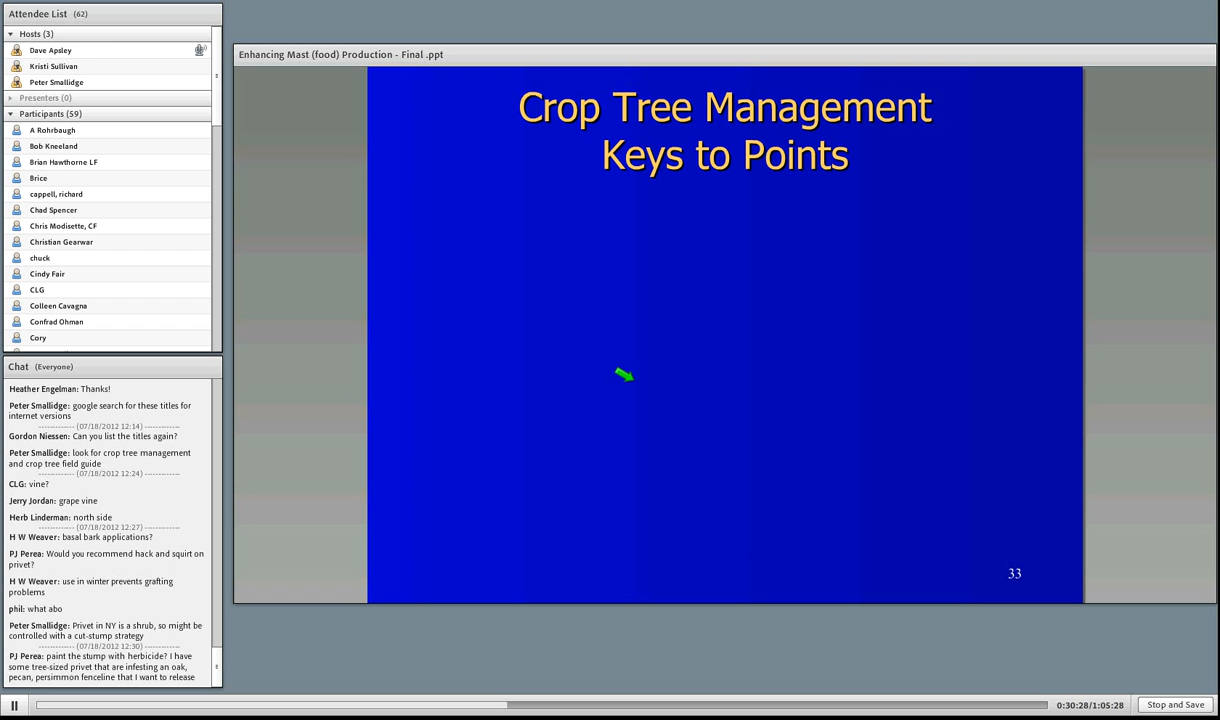 Attendee List (62)
Hosts (3)
Dave Apsley
Kristi Sullivan
Peter Smallidge
Presenters (0)
Participants (59)
A Rohrbaugh
Bob Kneeland
Brian Hawthorne LF
Brice
cappell, richard
Chad Spencer
Chris Modisette, CF
Christian Gearwar
chuck
Cindy Fair
CLG
Colleen Cavagna
Confrad Ohman
Cory
Chat (Everyone)
Heather Engelman: Thanks!
Peter Smallidge: google search for these titles for
internet versions
------------- (07/18/2012 12:14) -------------
Gordon Niessen: Can you list the titles again?
Peter Smallidge: look for crop tree management
and crop tree field guide
------------- (07/18/2012 12:24) -------------
CLG: vine?
Jerry Jordan: grape vine
Herb Linderman: north side
------------- (07/18/2012 12:27) -------------
H W Weaver: basal bark applications?
PJ Perea: Would you recommend hack and squirt on
privet?
H W Weaver: use in winter prevents grafting
problems
phil: what abo
Peter Smallidge: Privet in NY is a shrub, so might be
controlled with a cut-stump strategy
------------- (07/18/2012 12:30) -------------
PJ Perea: paint the stump with herbicide? I have
some tree-sized privet that are infesting an oak,
pecan, persimmon fenceline that I want to release
Enhancing Mast (food) Production - Final .ppt
Crop Tree Management
Keys to Points
33
0:30:28/1:05:28
Stop and Save